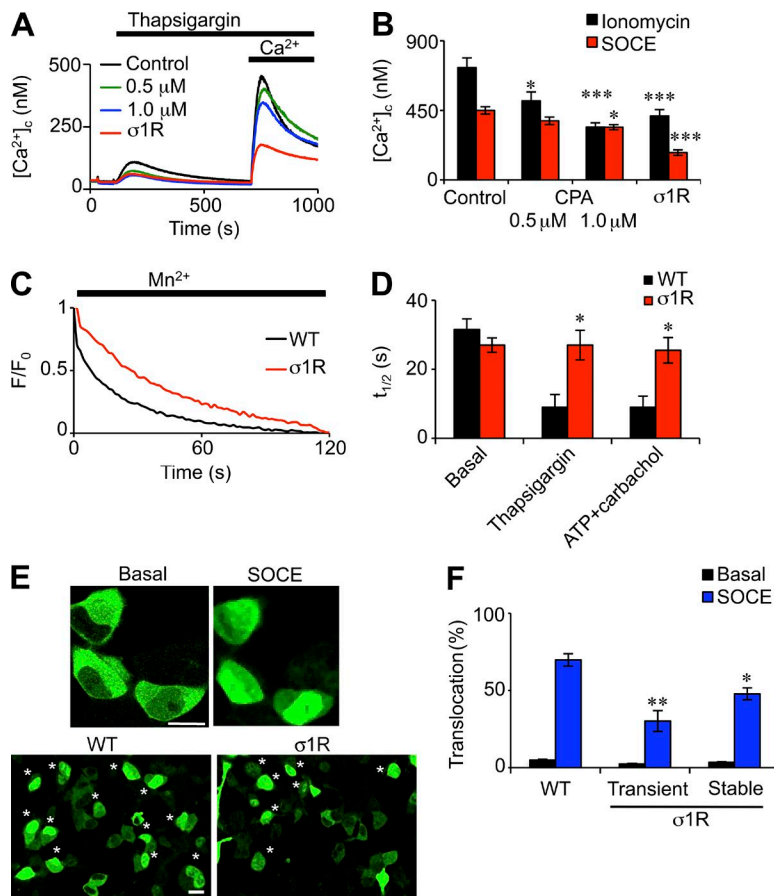 A
Thapsigargin
Ca2+
Control
0.5 μM
1.0 μM
σ1R
[Ca2+]c (nM)
500
250
0
0 500 1000
Time (s)
B
Ionomycin
SOCE
[Ca2+]c (nM)
900
450
0
* *** * *** ***
Control CPA σ1R
0.5 μM 1.0 μM
C
Mn2+
WT
σ1R
F/F0
1
0.5
0
0 60 120
Time (s)
D
WT
σ1R
t1/2 (s)
40
20
0
* *
Basal
Thapsigargin
ATP+carbachol
E
Basal SOCE
WT σ1R
* * * * * * * * * * *
* * * * * *
F
Basal
SOCE
Translocation (%)
100
50
0
** *
WT Transient Stable
σ1R